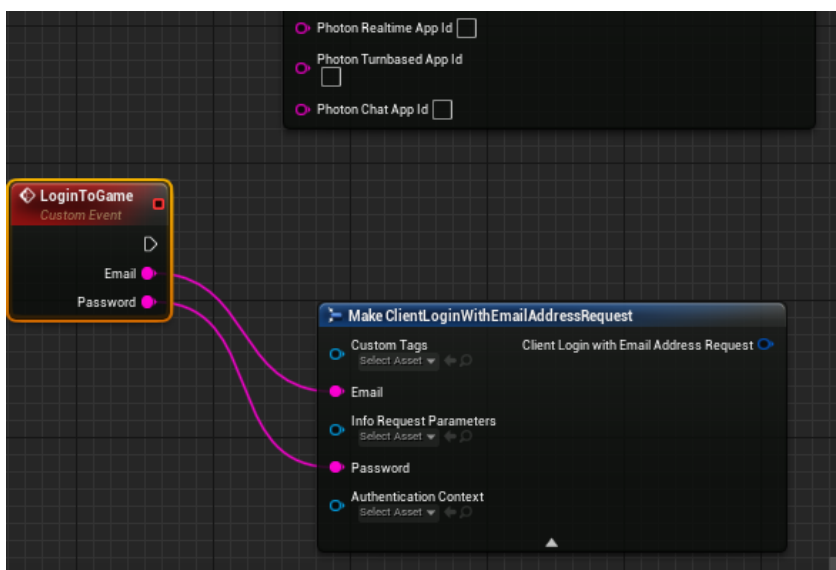 Photon Realtime App Id
Photon Turnbased App Id
Photon Chat App Id
LoginToGame
Custom Event
Email
Password
Make ClientLoginWithEmailAddressRequest
Custom Tags
Client Login with Email Address Request
Select Asset
Email
Info Request Parameters
Select Asset
Password
Authentication Context
Select Asset